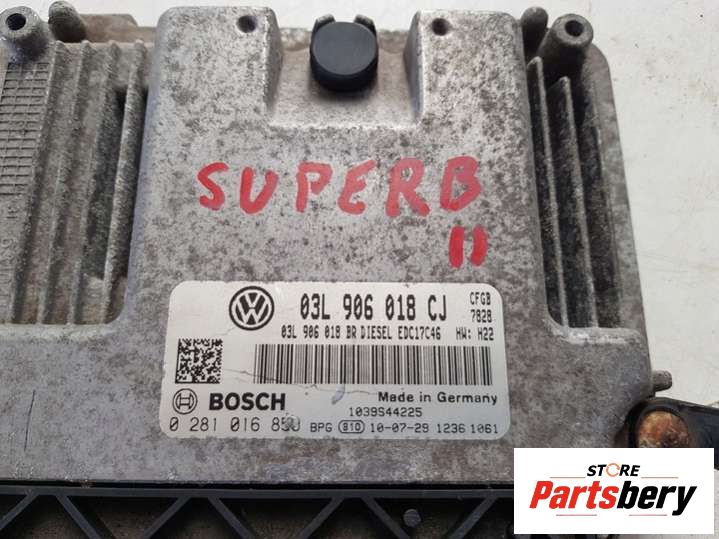 SUPERB
II
03L 906 018 CJ CFGB
7828
03L 906 018 BR DIESEL EDC17C46 HW: H22
Made in Germany
BOSCH
1039S44225
0 281 016 BPG 810 10-07-29 1236 1061
STORE
Partsbery